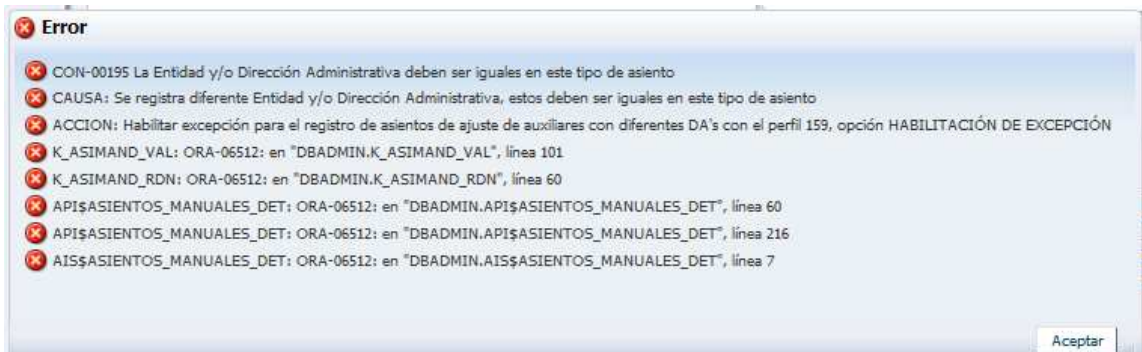 Error
CON-00195 La Entidad y/o Dirección Administrativa deben ser iguales en este tipo de asiento
CAUSA: Se registra diferente Entidad y/o Dirección Administrativa, estos deben ser iguales en este tipo de asiento
ACCION: Habilitar excepción para el registro de asientos de ajuste de auxiliares con diferentes DA's con el perfil 159, opción HABILITACIÓN DE EXCEPCIÓN
K_ASIMAND_VAL: ORA-06512: en "DBADMIN.K_ASIMAND_VAL", línea 101
K_ASIMAND_RDN: ORA-06512: en "DBADMIN.K_ASIMAND_RDN", línea 60
API$ASIENTOS_MANUALES_DET: ORA-06512: en "DBADMIN.API$ASIENTOS_MANUALES_DET", línea 60
API$ASIENTOS_MANUALES_DET: ORA-06512: en "DBADMIN.API$ASIENTOS_MANUALES_DET", línea 216
AIS$ASIENTOS_MANUALES_DET: ORA-06512: en "DBADMIN.AIS$ASIENTOS_MANUALES_DET", línea 7
Aceptar